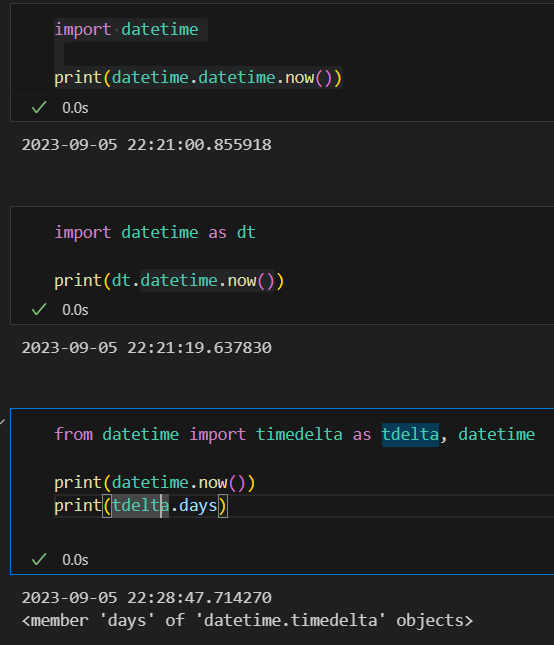 import datetime
print(datetime.datetime.now())
0.0s
2023-09-05 22:21:00.855918
import datetime as dt
print(dt.datetime.now())
0.0s
2023-09-05 22:21:19.637830
from datetime import timedelta as tdelta, datetime
print(datetime.now())
print(tdelta.days)
0.0s
2023-09-05 22:28:47.714270
<member 'days' of 'datetime.timedelta' objects>